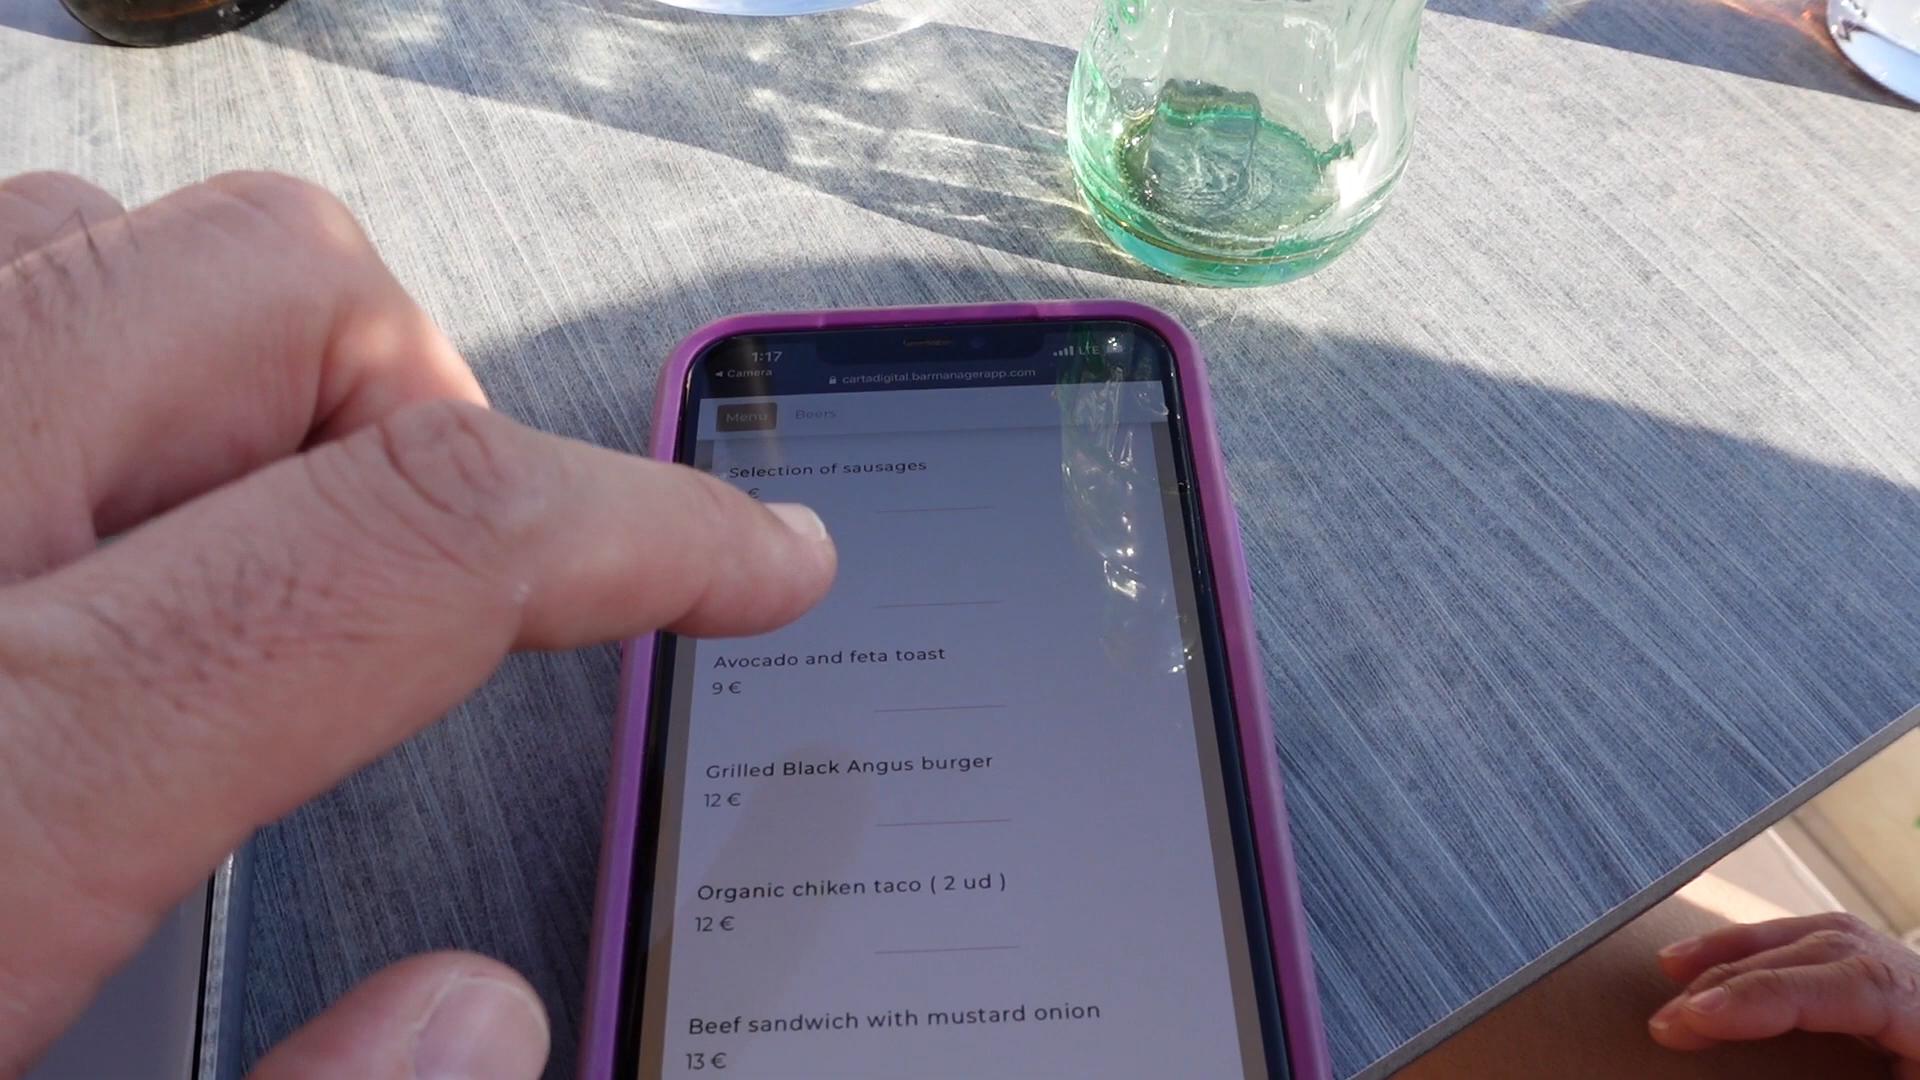 1:17
LTE
◄ Camera
cartadigital.barmanagerapp.com
Menu
Beers
Selection of sausages
€
Avocado and feta toast
9 €
Grilled Black Angus burger
12 €
Organic chiken taco ( 2 ud )
12 €
Beef sandwich with mustard onion
13 €